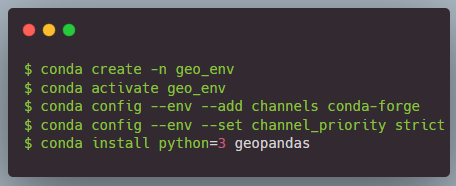 $ conda create -n geo_env
$ conda activate geo_env
$ conda config --env --add channels conda-forge
$ conda config --env --set channel_priority strict
$ conda install python=3 geopandas